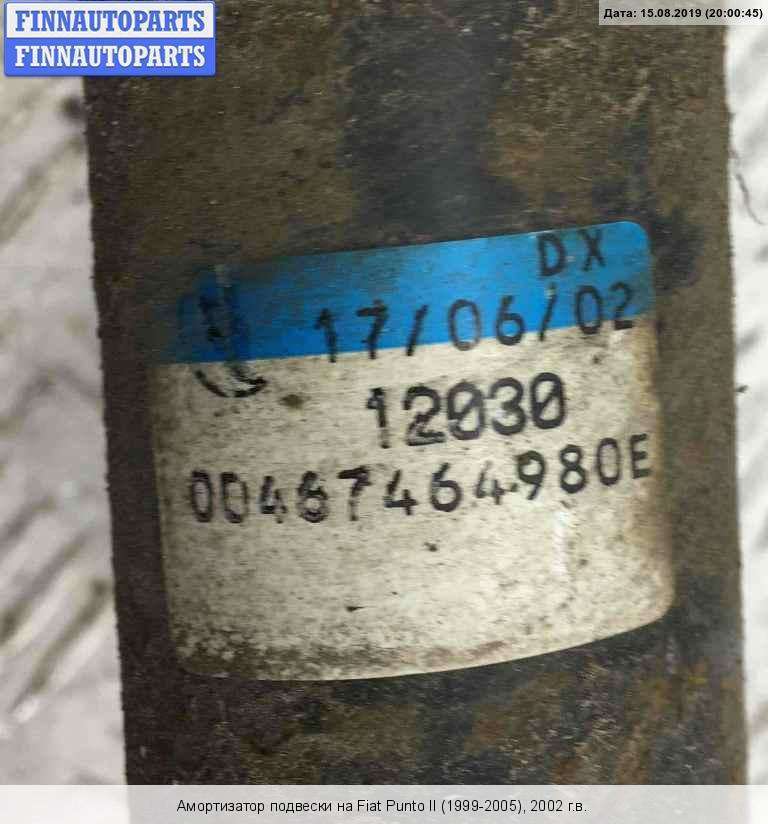 FINNAUTOPARTS
FINNAUTOPARTS
Дата: 15.08.2019 (20:00:45)
DX
17/06/02
12030
00467464980E
Амортизатор подвески на Fiat Punto II (1999-2005), 2002 г.в.